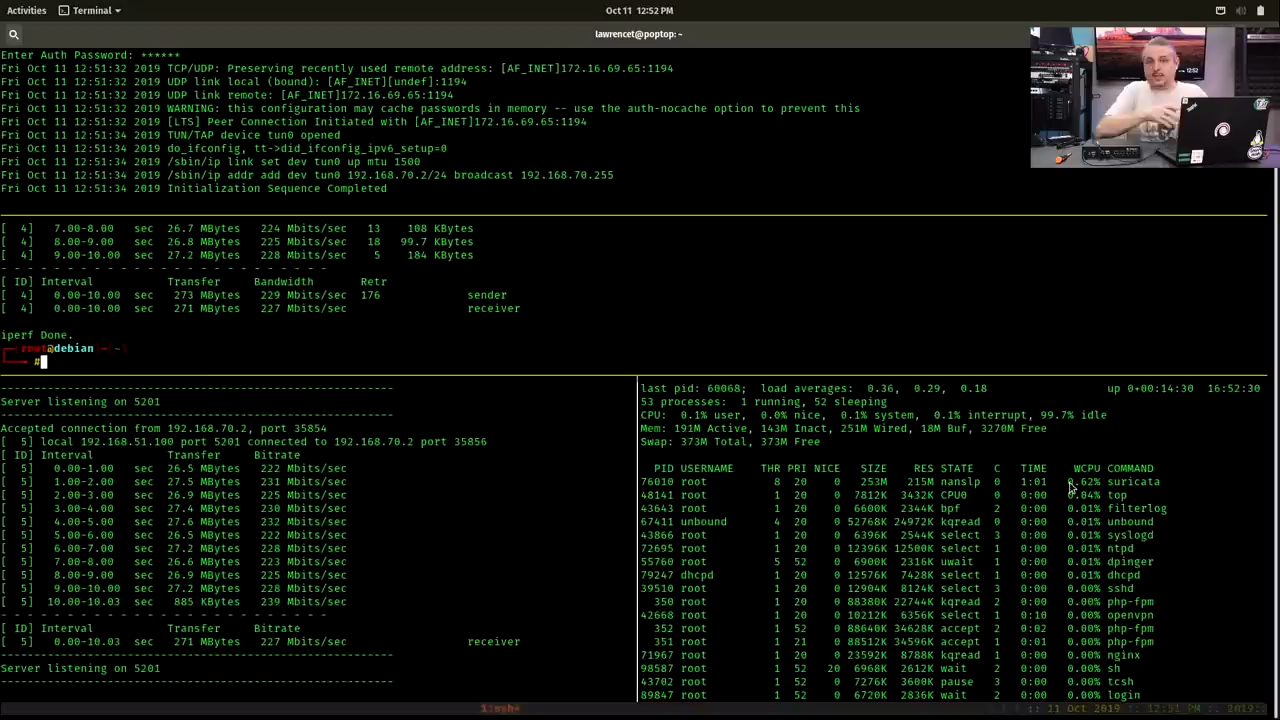 Activities
Terminal
Oct 11 12:52 PM
lawrencet@poptop: ~
Enter Auth Password: ******
Fri Oct 11 12:51:32 2019 TCP/UDP: Preserving recently used remote address: [AF_INET]172.16.69.65:1194
Fri Oct 11 12:51:32 2019 UDP link local (bound): [AF_INET][undef]:1194
Fri Oct 11 12:51:32 2019 UDP link remote: [AF_INET]172.16.69.65:1194
Fri Oct 11 12:51:32 2019 WARNING: this configuration may cache passwords in memory -- use the auth-nocache option to prevent this
Fri Oct 11 12:51:32 2019 [LTS] Peer Connection Initiated with [AF_INET]172.16.69.65:1194
Fri Oct 11 12:51:34 2019 TUN/TAP device tun0 opened
Fri Oct 11 12:51:34 2019 do_ifconfig, tt->did_ifconfig_ipv6_setup=0
Fri Oct 11 12:51:34 2019 /sbin/ip link set dev tun0 up mtu 1500
Fri Oct 11 12:51:34 2019 /sbin/ip addr add dev tun0 192.168.70.2/24 broadcast 192.168.70.255
Fri Oct 11 12:51:34 2019 Initialization Sequence Completed
[ 4] 7.00-8.00 sec 26.7 MBytes 224 Mbits/sec 13 108 KBytes
[ 4] 8.00-9.00 sec 26.8 MBytes 225 Mbits/sec 18 99.7 KBytes
[ 4] 9.00-10.00 sec 27.2 MBytes 228 Mbits/sec 5 184 KBytes
- - - - - - - - - - - - - - - - - - - - - - - - -
[ ID] Interval Transfer Bandwidth Retr
[ 4] 0.00-10.00 sec 273 MBytes 229 Mbits/sec 176 sender
[ 4] 0.00-10.00 sec 271 MBytes 227 Mbits/sec receiver
iperf Done.
root@debian ~ ~
#
-----------------------------------------------------------
Server listening on 5201
-----------------------------------------------------------
Accepted connection from 192.168.70.2, port 35854
[ 5] local 192.168.51.100 port 5201 connected to 192.168.70.2 port 35856
[ ID] Interval Transfer Bitrate
[ 5] 0.00-1.00 sec 26.5 MBytes 222 Mbits/sec
[ 5] 1.00-2.00 sec 27.5 MBytes 231 Mbits/sec
[ 5] 2.00-3.00 sec 26.9 MBytes 225 Mbits/sec
[ 5] 3.00-4.00 sec 27.4 MBytes 230 Mbits/sec
[ 5] 4.00-5.00 sec 27.6 MBytes 232 Mbits/sec
[ 5] 5.00-6.00 sec 26.5 MBytes 222 Mbits/sec
[ 5] 6.00-7.00 sec 27.2 MBytes 228 Mbits/sec
[ 5] 7.00-8.00 sec 26.6 MBytes 223 Mbits/sec
[ 5] 8.00-9.00 sec 26.9 MBytes 225 Mbits/sec
[ 5] 9.00-10.00 sec 27.2 MBytes 228 Mbits/sec
[ 5] 10.00-10.03 sec 885 KBytes 239 Mbits/sec
- - - - - - - - - - - - - - - - - - - - - - - - -
[ ID] Interval Transfer Bitrate
[ 5] 0.00-10.03 sec 271 MBytes 227 Mbits/sec receiver
-----------------------------------------------------------
Server listening on 5201
-----------------------------------------------------------
last pid: 60068; load averages: 0.36, 0.29, 0.18 up 0+00:14:30 16:52:30
53 processes: 1 running, 52 sleeping
CPU: 0.1% user, 0.0% nice, 0.1% system, 0.1% interrupt, 99.7% idle
Mem: 191M Active, 143M Inact, 251M Wired, 18M Buf, 3270M Free
Swap: 373M Total, 373M Free
PID USERNAME THR PRI NICE SIZE RES STATE C TIME WCPU COMMAND
76010 root 8 20 0 253M 215M nanslp 0 1:01 0.62% suricata
48141 root 1 20 0 7812K 3432K CPU0 0 0:00 0.04% top
43643 root 1 20 0 6600K 2344K bpf 2 0:00 0.01% filterlog
67411 unbound 4 20 0 52768K 24972K kqread 0 0:00 0.01% unbound
43866 root 1 20 0 6396K 2544K select 3 0:00 0.01% syslogd
72695 root 1 20 0 12396K 12500K select 1 0:00 0.01% ntpd
55760 root 5 52 0 6900K 2316K uwait 1 0:00 0.01% dpinger
79247 dhcpd 1 20 0 12576K 7428K select 1 0:00 0.01% dhcpd
39510 root 1 20 0 12904K 8124K select 3 0:00 0.00% sshd
350 root 1 20 0 88380K 22744K kqread 2 0:00 0.00% php-fpm
42668 root 1 20 0 10212K 6356K select 1 0:10 0.00% openvpn
352 root 1 52 0 88640K 34628K accept 2 0:02 0.00% php-fpm
351 root 1 21 0 88512K 34596K accept 1 0:01 0.00% php-fpm
71967 root 1 20 0 23592K 8788K kqread 1 0:00 0.00% nginx
98587 root 1 52 20 6968K 2612K wait 2 0:00 0.00% sh
43702 root 1 52 0 7276K 3600K pause 3 0:00 0.00% tcsh
89847 root 1 52 0 6720K 2836K wait 2 0:00 0.00% login
1:ssh*
:: 11 Oct 2019 :: 12:51 PM :: 2019::